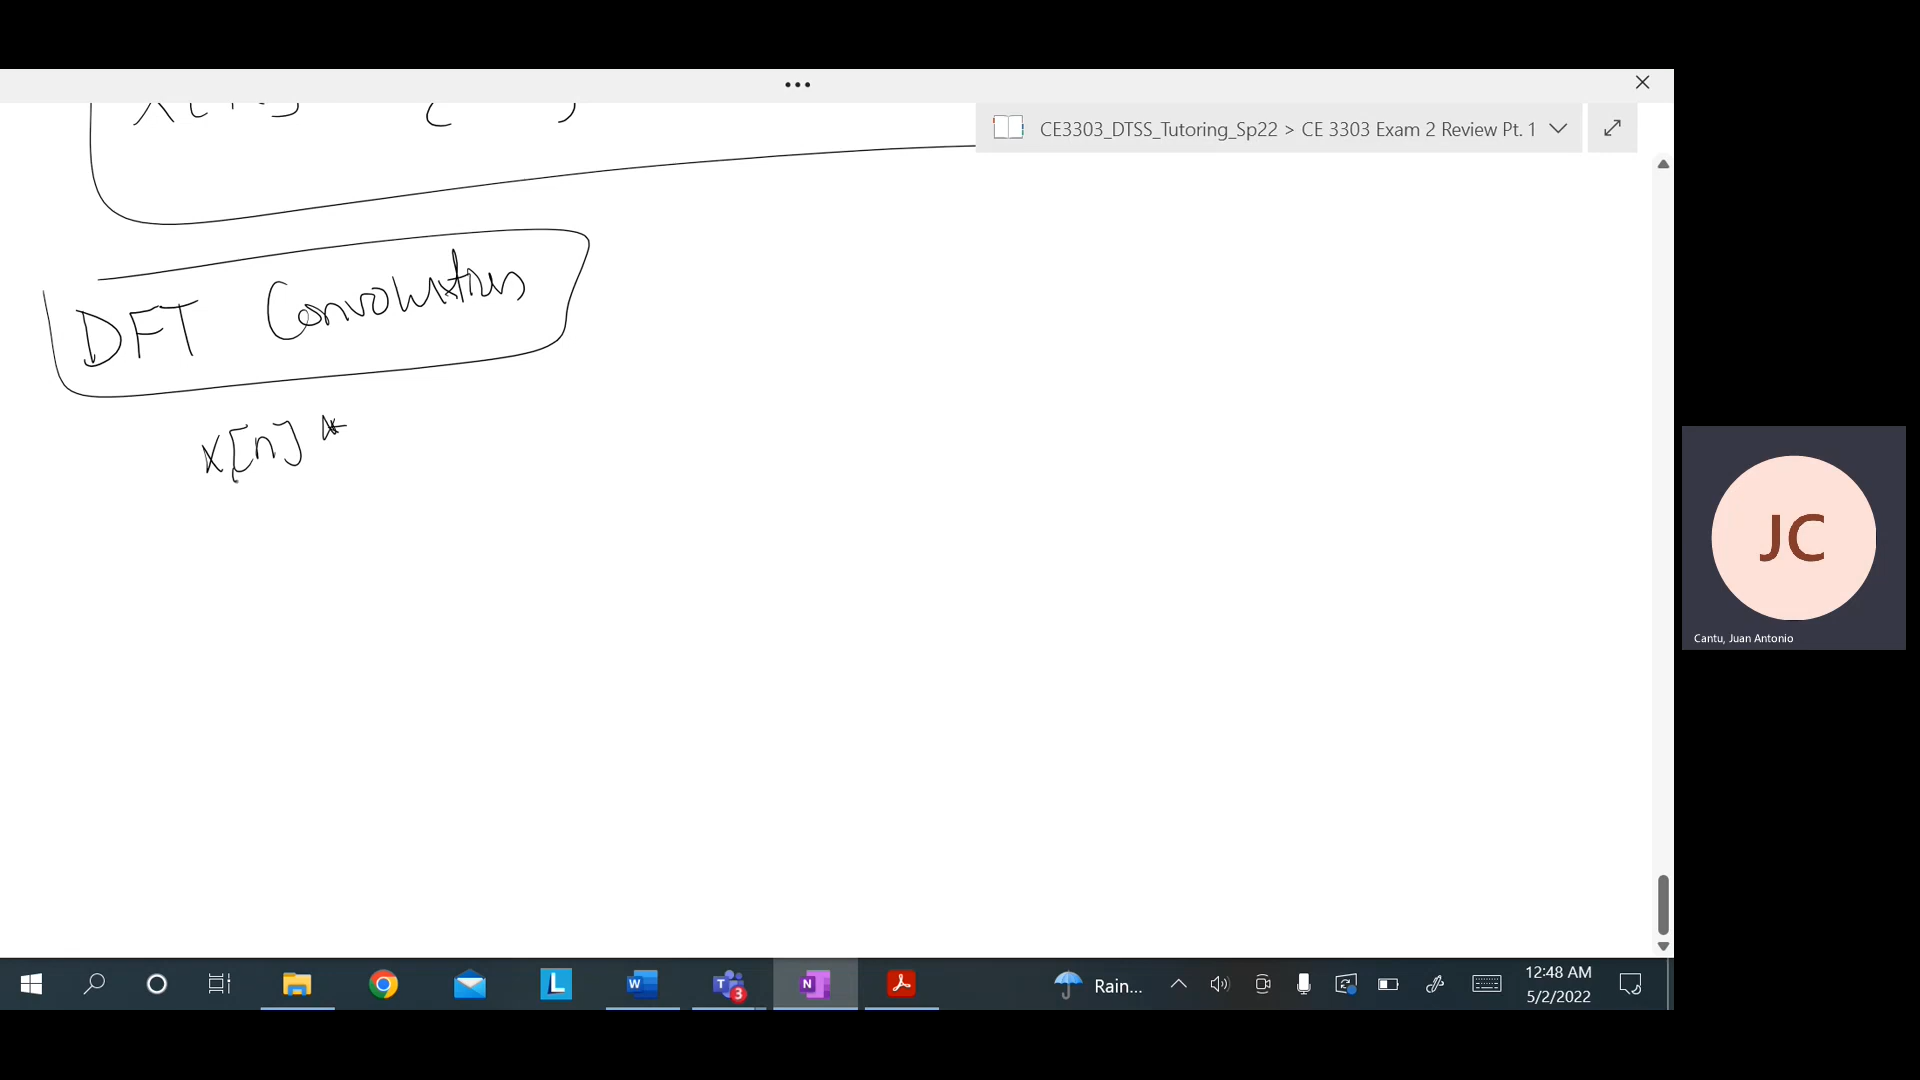 CE3303_DTSS_Tutoring_Sp22 > CE 3303 Exam 2 Review Pt. 1
DFT Convolution
x[n] *
JC
Cantu, Juan Antonio
Rain...
12:48 AM
5/2/2022
L
W
T
3
N